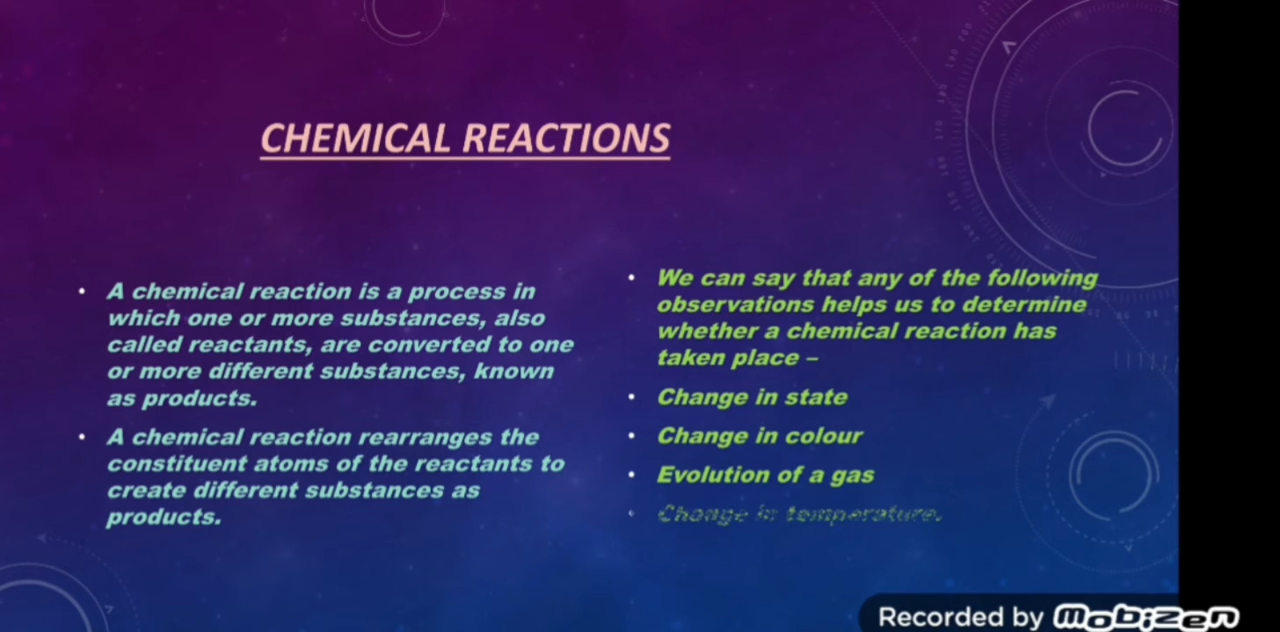 CHEMICAL REACTIONS
• A chemical reaction is a process in
which one or more substances, also
called reactants, are converted to one
or more different substances, known
as products.
• A chemical reaction rearranges the
constituent atoms of the reactants to
create different substances as
products.
• We can say that any of the following
observations helps us to determine
whether a chemical reaction has
taken place –
• Change in state
• Change in colour
• Evolution of a gas
• Change in temperature.
Recorded by Mobizen